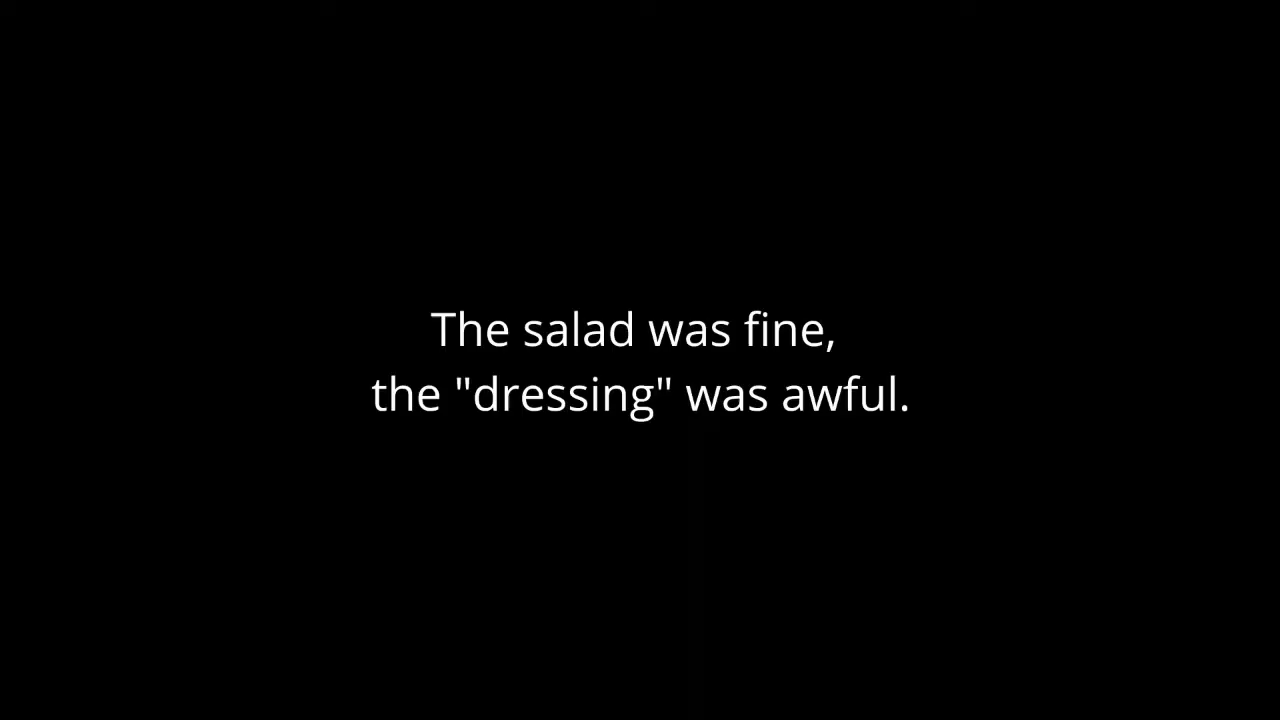 The salad was fine,
the "dressing" was awful.